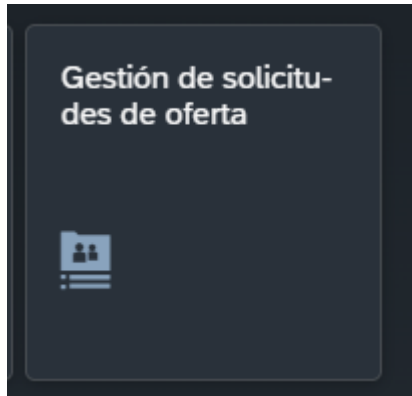 Gestión de solicitu-
des de oferta